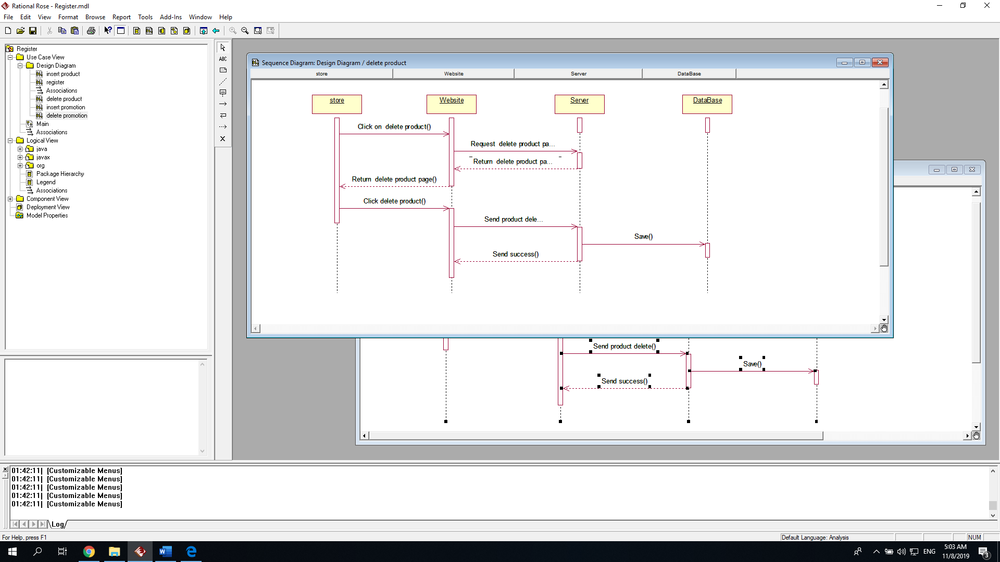 Rational Rose - Register.mdl
File Edit View Format Browse Report Tools Add-Ins Window Help
Register
Use Case View
Design Diagram
insert product
register
Associations
delete product
insert promotion
delete promotion
Main
Associations
Logical View
java
javax
org
Package Hierarchy
Legend
Associations
Component View
Deployment View
Model Properties
ABC
Sequence Diagram: Design Diagram / delete product
store Website Server DataBase
store Website Server DataBase
Click on delete product()
Request delete product pa...
Return delete product pa...
Return delete product page()
Click delete product()
Send product dele...
Save()
Send success()
Send product delete()
Save()
Send success()
01:42:11| [Customizable Menus]
01:42:11| [Customizable Menus]
01:42:11| [Customizable Menus]
01:42:11| [Customizable Menus]
01:42:11| [Customizable Menus]
Log
For Help, press F1
Default Language: Analysis NUM
ENG
5:03 AM
11/8/2019
3